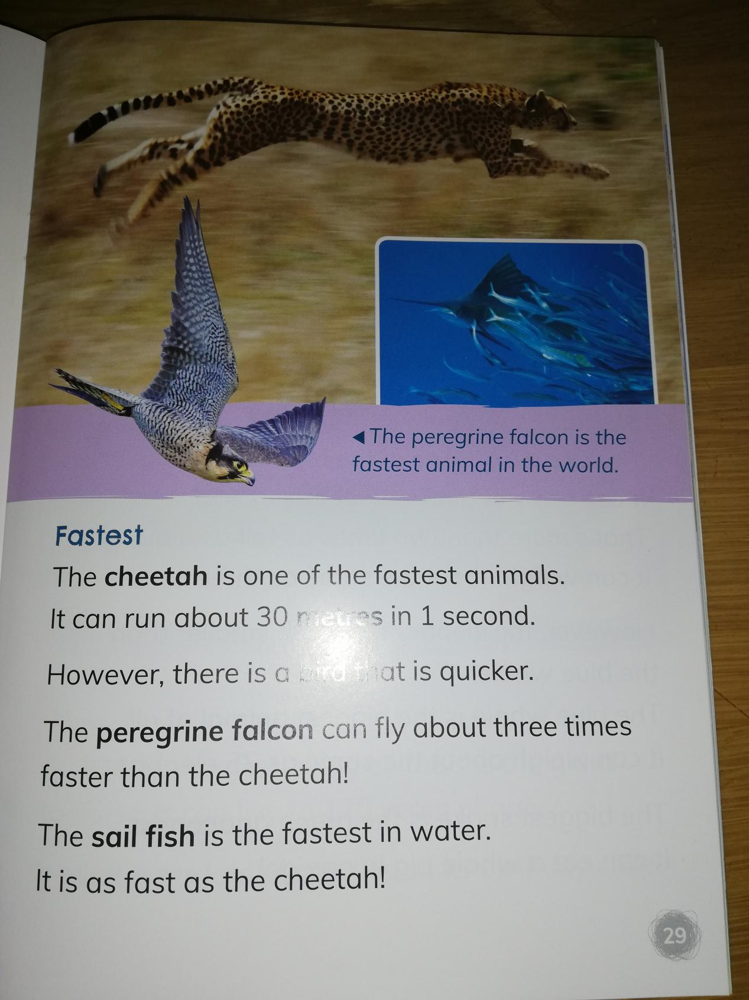 The peregrine falcon is the
fastest animal in the world.
Fastest
The cheetah is one of the fastest animals.
It can run about 30 metres in 1 second.
However, there is a bird that is quicker.
The peregrine falcon can fly about three times
faster than the cheetah!
The sail fish is the fastest in water.
It is as fast as the cheetah!
29